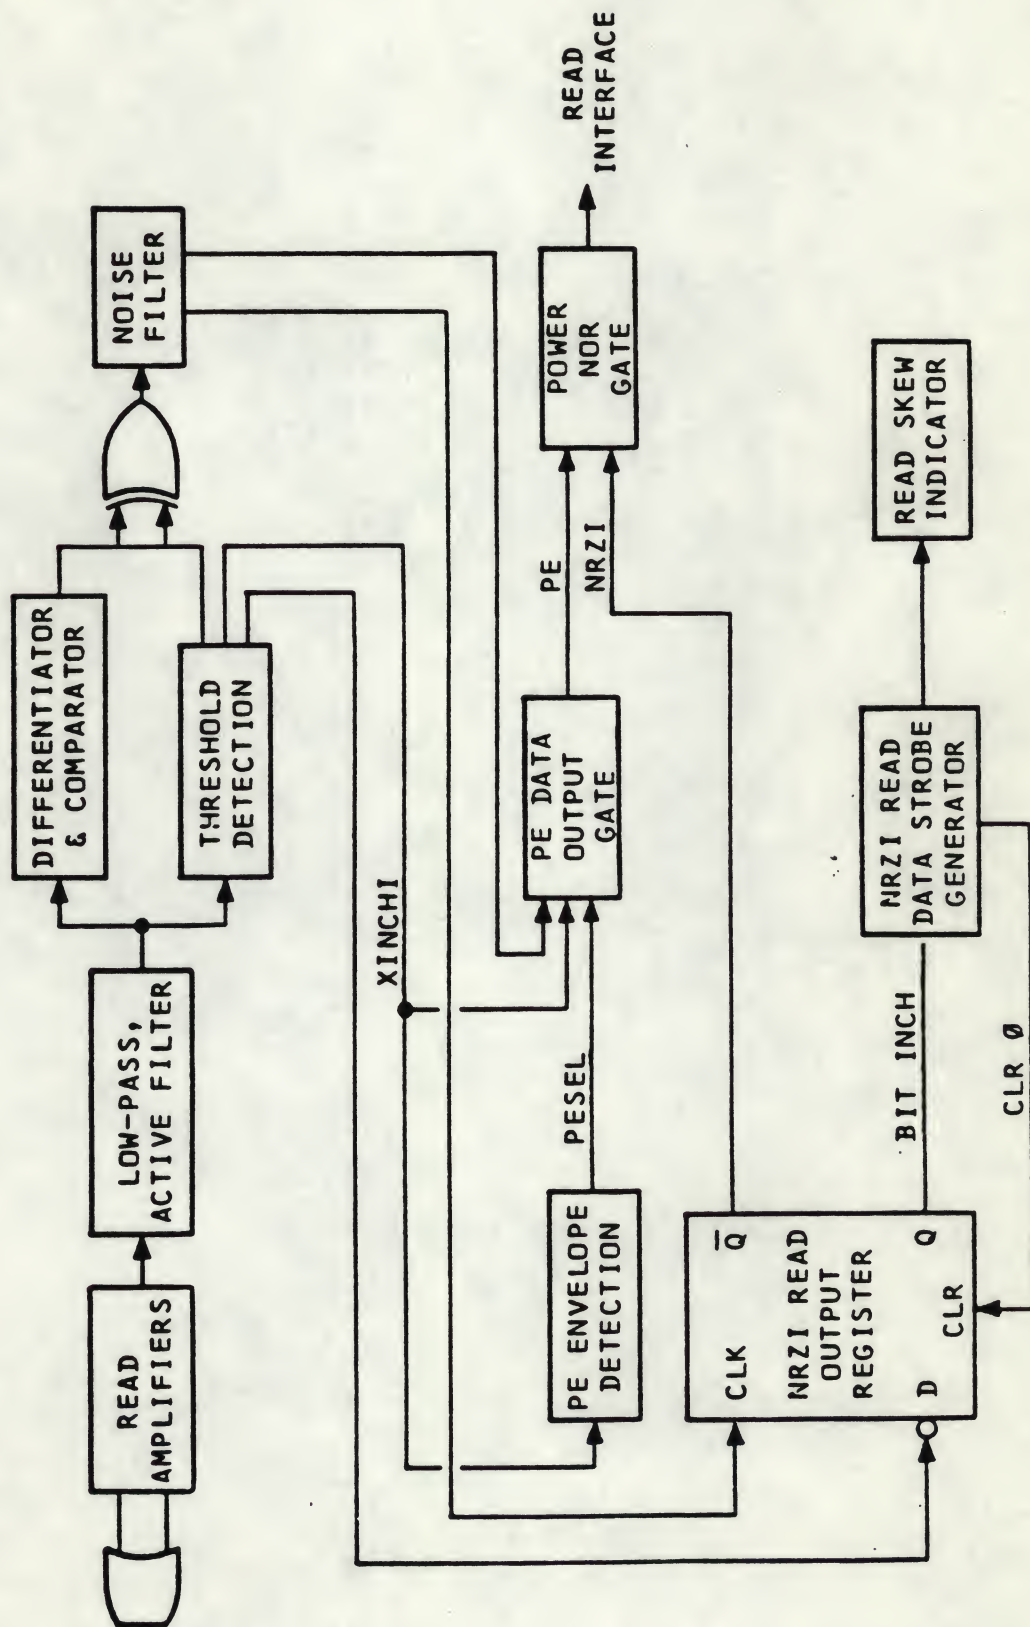 READ
AMPLIFIERS
LOW-PASS,
ACTIVE FILTER
DIFFERENTIATOR
& COMPARATOR
THRESHOLD
DETECTION
NOISE
FILTER
XINCHI
PE ENVELOPE
DETECTION
PESEL
PE DATA
OUTPUT
GATE
PE
NRZI
POWER
NOR
GATE
READ
INTERFACE
CLK
Q̅
NRZI READ
OUTPUT
REGISTER
D
Q
CLR
BIT INCH
CLR Ø
NRZI READ
DATA STROBE
GENERATOR
READ SKEW
INDICATOR